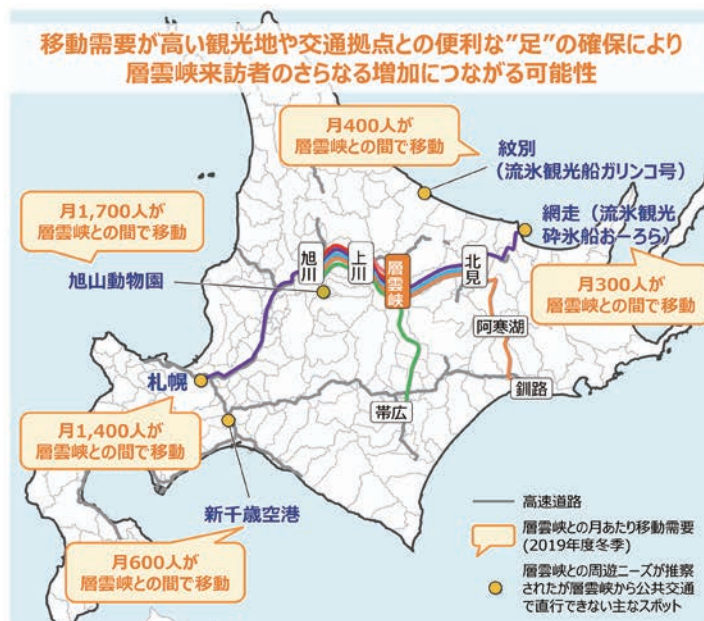 移動需要が高い観光地や交通拠点との便利な”足”の確保により
層雲峡来訪者のさらなる増加につながる可能性
月400人が
層雲峡との間で移動
紋別
(流氷観光船ガリンコ号)
月1,700人が
層雲峡との間で移動
網走（流氷観光
砕氷船おーろら）
旭川
上川
層雲峡
北見
旭山動物園
月300人が
層雲峡との間で移動
阿寒湖
札幌
釧路
帯広
月1,400人が
層雲峡との間で移動
新千歳空港
高速道路
月600人が
層雲峡との間で移動
層雲峡との月あたり移動需要
(2019年度冬季)
層雲峡との周遊ニーズが推察
されたが層雲峡から公共交通
で直行できない主なスポット